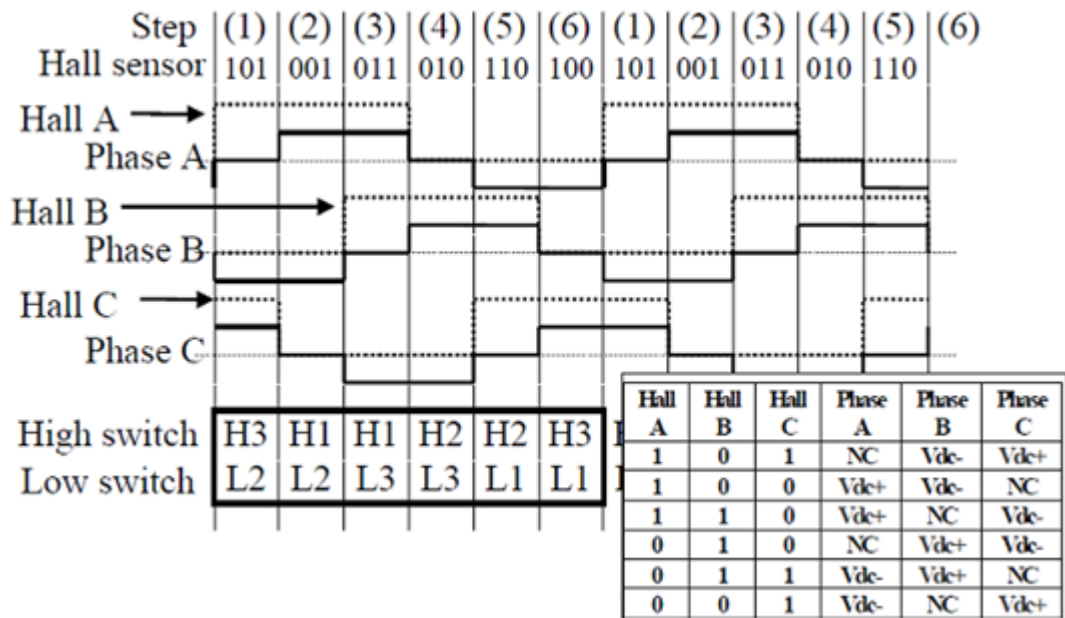 Step (1) (2) (3) (4) (5) (6) (1) (2) (3) (4) (5) (6)
Hall sensor 101 001 011 010 110 100 101 001 011 010 110
Hall A
Phase A
Hall B
Phase B
Hall C
Phase C
High switch H3 H1 H1 H2 H2 H3
Low switch L2 L2 L3 L3 L1 L1
Hall Hall Hall Phase Phase Phase
A B C A B C
1 0 1 NC Vdc- Vdc+
1 0 0 Vdc+ Vdc- NC
1 1 0 Vdc+ NC Vdc-
0 1 0 NC Vdc+ Vdc-
0 1 1 Vdc- Vdc+ NC
0 0 1 Vdc- NC Vdc+